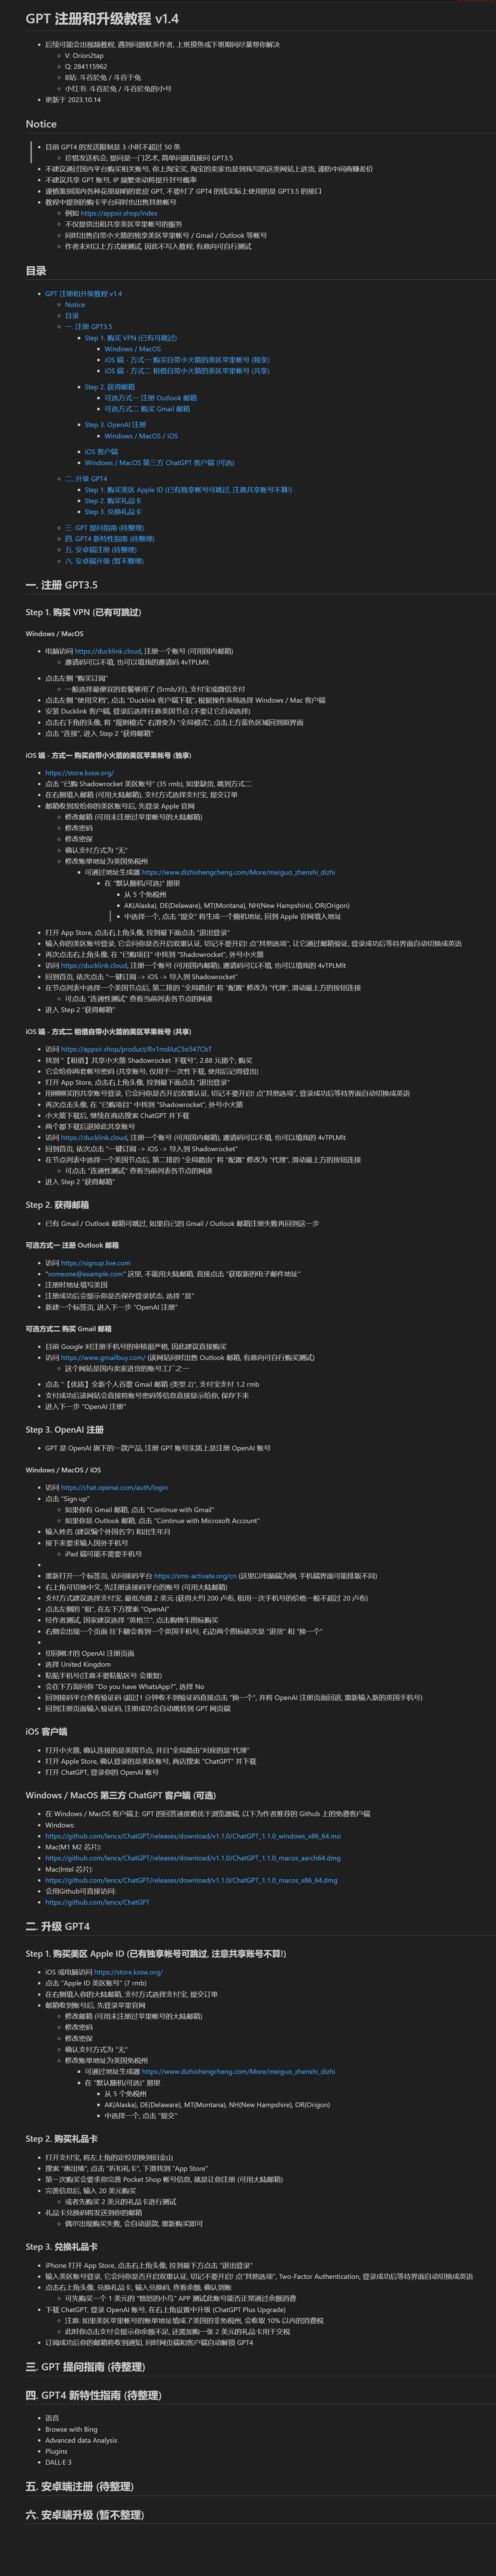 GPT 注册和升级教程 v1.4
后续可能会出视频教程, 遇到问题联系作者, 上班摸鱼或下班期间尽量帮你解决
V: Orion2tap
Q: 284115962
B站: 斗谷於兔 / 斗谷于兔
小红书: 斗谷於兔 / 斗谷於兔的小号
更新于 2023.10.14
Notice
目前 GPT4 的发送限制是 3 小时不超过 50 条
珍惜发送机会, 提问是一门艺术, 简单问题直接问 GPT3.5
不建议通过国内平台购买相关账号, 你上淘宝买, 淘宝的卖家也是到我写的这类网站上进货, 谨防中间商赚差价
不建议共享 GPT 账号, IP 频繁变动将提升封号概率
谨慎鉴别国内各种花里胡哨的套皮 GPT, 不要付了 GPT4 的钱实际上使用的是 GPT3.5 的接口
教程中提到的购卡平台同时也出售其他帐号
例如 https://appsir.shop/index
不仅提供出租共享美区苹果帐号的服务
同时出售自带小火箭的独享美区苹果帐号 / Gmail / Outlook 等帐号
作者未对以上方式做测试, 因此不写入教程, 有意向可自行测试
目录
GPT 注册和升级教程 v1.4
Notice
目录
一. 注册 GPT3.5
Step 1. 购买 VPN (已有可跳过)
Windows / MacOS
iOS 端 - 方式一 购买自带小火箭的美区苹果帐号 (独享)
iOS 端 - 方式二 租借自带小火箭的美区苹果帐号 (共享)
Step 2. 获得邮箱
可选方式一 注册 Outlook 邮箱
可选方式二 购买 Gmail 邮箱
Step 3. OpenAI 注册
Windows / MacOS / iOS
iOS 客户端
Windows / MacOS 第三方 ChatGPT 客户端 (可选)
二. 升级 GPT4
Step 1. 购买美区 Apple ID (已有独享帐号可跳过, 注意共享账号不算!)
Step 2. 购买礼品卡
Step 3. 兑换礼品卡
三. GPT 提问指南 (待整理)
四. GPT4 新特性指南 (待整理)
五. 安卓端注册 (待整理)
六. 安卓端升级 (暂不整理)
一. 注册 GPT3.5
Step 1. 购买 VPN (已有可跳过)
Windows / MacOS
电脑访问 https://ducklink.cloud, 注册一个账号 (可用国内邮箱)
邀请码可以不填, 也可以填我的邀请码 4vTPLMlt
点击左侧 "购买订阅"
一般选择最便宜的套餐够用了 (5rmb/月), 支付宝或微信支付
点击左侧 "使用文档", 点击 "Ducklink 客户端下载", 根据操作系统选择 Windows / Mac 客户端
安装 Ducklink 客户端, 登录后选择任意美国节点 (不要让它自动选择)
点击右下角的头像, 将 "规则模式" 右滑变为 "全局模式", 点击上方蓝色区域回到原界面
点击 "连接", 进入 Step 2 "获得邮箱"
iOS 端 - 方式一 购买自带小火箭的美区苹果帐号 (独享)
https://store.kxsw.org/
点击 "已购 Shadowrocket 美区账号" (35 rmb), 如果缺货, 跳到方式二
在右侧填入邮箱 (可用大陆邮箱), 支付方式选择支付宝, 提交订单
邮箱收到发给你的美区账号后, 先登录 Apple 官网
修改邮箱 (可用未注册过苹果帐号的大陆邮箱)
修改密码
修改密保
确认支付方式为 "无"
修改账单地址为美国免税州
可通过地址生成器 https://www.dizhishengcheng.com/More/meiguo_zhenshi_dizhi
在 "默认随机(可选)" 那里
从 5 个免税州
AK(Alaska), DE(Delaware), MT(Montana), NH(New Hampshire), OR(Origon)
中选择一个, 点击 "提交" 将生成一个随机地址, 回到 Apple 官网填入地址
打开 App Store, 点击右上角头像, 拉到最下面点击 "退出登录"
输入你的美区账号登录, 它会问你是否开启双重认证, 切记不要开启! 点"其他选项", 让它通过邮箱验证, 登录成功后等待界面自动切换成英语
再次点击右上角头像, 在 "已购项目" 中找到 "Shadowrocket", 外号小火箭
访问 https://ducklink.cloud, 注册一个账号 (可用国内邮箱), 邀请码可以不填, 也可以填我的 4vTPLMlt
回到首页, 依次点击 "一键订阅 -> iOS -> 导入到 Shadowrocket"
在节点列表中选择一个美国节点后, 第二排的 "全局路由" 将 "配置" 修改为 "代理", 滑动最上方的按钮连接
可点击 "连通性测试" 查看当前列表各节点的网速
进入 Step 2 "获得邮箱"
iOS 端 - 方式二 租借自带小火箭的美区苹果帐号 (共享)
访问 https://appsir.shop/product/Rv1mdAzC5o547CbT
找到 "【租借】共享小火箭 Shadowrocket 下载号", 2.88 元那个, 购买
它会给你两套帐号密码 (共享账号, 仅用于一次性下载, 使用后记得登出)
打开 App Store, 点击右上角头像, 拉到最下面点击 "退出登录"
用刚刚买的共享账号登录, 它会问你是否开启双重认证, 切记不要开启! 点"其他选项", 登录成功后等待界面自动切换成英语
再次点击头像, 在 "已购项目" 中找到 "Shadowrocket", 外号小火箭
小火箭下载后, 继续在商店搜索 ChatGPT 并下载
两个都下载后退掉此共享账号
访问 https://ducklink.cloud, 注册一个账号 (可用国内邮箱), 邀请码可以不填, 也可以填我的 4vTPLMlt
回到首页, 依次点击 "一键订阅 -> iOS -> 导入到 Shadowrocket"
在节点列表中选择一个美国节点后, 第二排的 "全局路由" 将 "配置" 修改为 "代理", 滑动最上方的按钮连接
可点击 "连通性测试" 查看当前列表各节点的网速
进入 Step 2 "获得邮箱"
Step 2. 获得邮箱
已有 Gmail / Outlook 邮箱可跳过, 如果自己的 Gmail / Outlook 邮箱注册失败再回到这一步
可选方式一 注册 Outlook 邮箱
访问 https://signup.live.com
"someone@example.com" 这里, 不能用大陆邮箱, 直接点击 "获取新的电子邮件地址"
注册时地址填写美国
注册成功后会提示你是否保存登录状态, 选择 "是"
新建一个标签页, 进入下一步 "OpenAI 注册"
可选方式二 购买 Gmail 邮箱
目前 Google 对注册手机号的审核很严格, 因此建议直接购买
访问 https://www.gmailbuy.com/ (该网站同时出售 Outlook 邮箱, 有意向可自行购买测试)
这个网站是国内卖家进货的账号工厂之一
点击 "【优质】全新个人谷歌 Gmail 邮箱 (类型 2)", 支付宝支付 1.2 rmb
支付成功后该网站会直接将账号密码等信息直接显示给你, 保存下来
进入下一步 "OpenAI 注册"
Step 3. OpenAI 注册
GPT 是 OpenAI 旗下的一款产品, 注册 GPT 账号实质上是注册 OpenAI 账号
Windows / MacOS / iOS
访问 https://chat.openai.com/auth/login
点击 "Sign up"
如果你有 Gmail 邮箱, 点击 "Continue with Gmail"
如果你是 Outlook 邮箱, 点击 "Continue with Microsoft Account"
输入姓名 (建议编个外国名字) 和出生年月
接下来要求输入国外手机号
iPad 端可能不需要手机号
重新打开一个标签页, 访问接码平台 https://sms-activate.org/cn (这里以电脑端为例, 手机端界面可能排版不同)
右上角可切换中文, 先注册该接码平台的账号 (可用大陆邮箱)
支付方式建议选择支付宝, 最低充值 2 美元 (获得大约 200 卢布, 租用一次手机号的价格一般不超过 20 卢布)
点击左侧的 "租", 在左下方搜索 "OpenAI"
经作者测试, 国家建议选择 "英格兰", 点击购物车图标购买
右侧会出现一个页面 往下翻会看到一个英国手机号, 右边两个图标依次是 "退货" 和 "换一个"
切回刚才的 OpenAI 注册页面
选择 United Kingdom
粘贴手机号(注意不要粘贴区号 会重复)
会在下方询问你 "Do you have WhatsApp?", 选择 No
回到接码平台查看验证码 (超过1 分钟收不到验证码直接点击 "换一个", 并将 OpenAI 注册页面回退, 重新输入新的英国手机号)
回到注册页面输入验证码, 注册成功会自动跳转到 GPT 网页端
iOS 客户端
打开小火箭, 确认连接的是美国节点, 并且"全局路由"对应的是"代理"
打开 Apple Store, 确认登录的是美区账号, 商店搜索 "ChatGPT" 并下载
打开 ChatGPT, 登录你的 OpenAI 账号
Windows / MacOS 第三方 ChatGPT 客户端 (可选)
在 Windows / MacOS 客户端上 GPT 的回答速度略优于浏览器端, 以下为作者推荐的 Github 上的免费客户端
Windows:
https://github.com/lencx/ChatGPT/releases/download/v1.1.0/ChatGPT_1.1.0_windows_x86_64.msi
Mac(M1 M2 芯片):
https://github.com/lencx/ChatGPT/releases/download/v1.1.0/ChatGPT_1.1.0_macos_aarch64.dmg
Mac(Intel 芯片):
https://github.com/lencx/ChatGPT/releases/download/v1.1.0/ChatGPT_1.1.0_macos_x86_64.dmg
会用Github可直接访问:
https://github.com/lencx/ChatGPT
二. 升级 GPT4
Step 1. 购买美区 Apple ID (已有独享帐号可跳过, 注意共享账号不算!)
iOS 或电脑访问 https://store.kxsw.org/
点击 "Apple ID 美区账号" (7 rmb)
在右侧填入你的大陆邮箱, 支付方式选择支付宝, 提交订单
邮箱收到账号后, 先登录苹果官网
修改邮箱 (可用未注册过苹果帐号的大陆邮箱)
修改密码
修改密保
确认支付方式为 "无"
修改账单地址为美国免税州
可通过地址生成器 https://www.dizhishengcheng.com/More/meiguo_zhenshi_dizhi
在 "默认随机(可选)" 那里
从 5 个免税州
AK(Alaska), DE(Delaware), MT(Montana), NH(New Hampshire), OR(Origon)
中选择一个, 点击 "提交"
Step 2. 购买礼品卡
打开支付宝, 将左上角的定位切换到旧金山
搜索 "惠出境", 点击 "折扣礼卡", 下滑找到 "App Store"
第一次购买会要求你完善 Pocket Shop 帐号信息, 就是让你注册 (可用大陆邮箱)
完善信息后, 输入 20 美元购买
或者先购买 2 美元的礼品卡进行测试
礼品卡兑换码将发送到你的邮箱
偶尔出现购买失败, 会自动退款, 重新购买即可
Step 3. 兑换礼品卡
iPhone 打开 App Store, 点击右上角头像, 拉到最下方点击 "退出登录"
输入美区账号登录, 它会问你是否开启双重认证, 切记不要开启! 点"其他选项", Two-Factor Authentication, 登录成功后等待界面自动切换成英语
点击右上角头像, 兑换礼品卡, 输入兑换码, 查看余额, 确认到账
可先购买一个 1 美元的 "愤怒的小鸟" APP 测试此账号能否正常通过余额消费
下载 ChatGPT, 登录 OpenAI 账号, 在右上角设置中升级 (ChatGPT Plus Upgrade)
注意: 如果美区苹果帐号的账单地址填成了美国的非免税州, 会收取 10% 以内的消费税
此时你点击支付会提示你余额不足, 还需加购一张 2 美元的礼品卡用于交税
订阅成功后你的邮箱将收到通知, 同时网页端和客户端自动解锁 GPT4
三. GPT 提问指南 (待整理)
四. GPT4 新特性指南 (待整理)
语音
Browse with Bing
Advanced data Analysis
Plugins
DALL·E 3
五. 安卓端注册 (待整理)
六. 安卓端升级 (暂不整理)